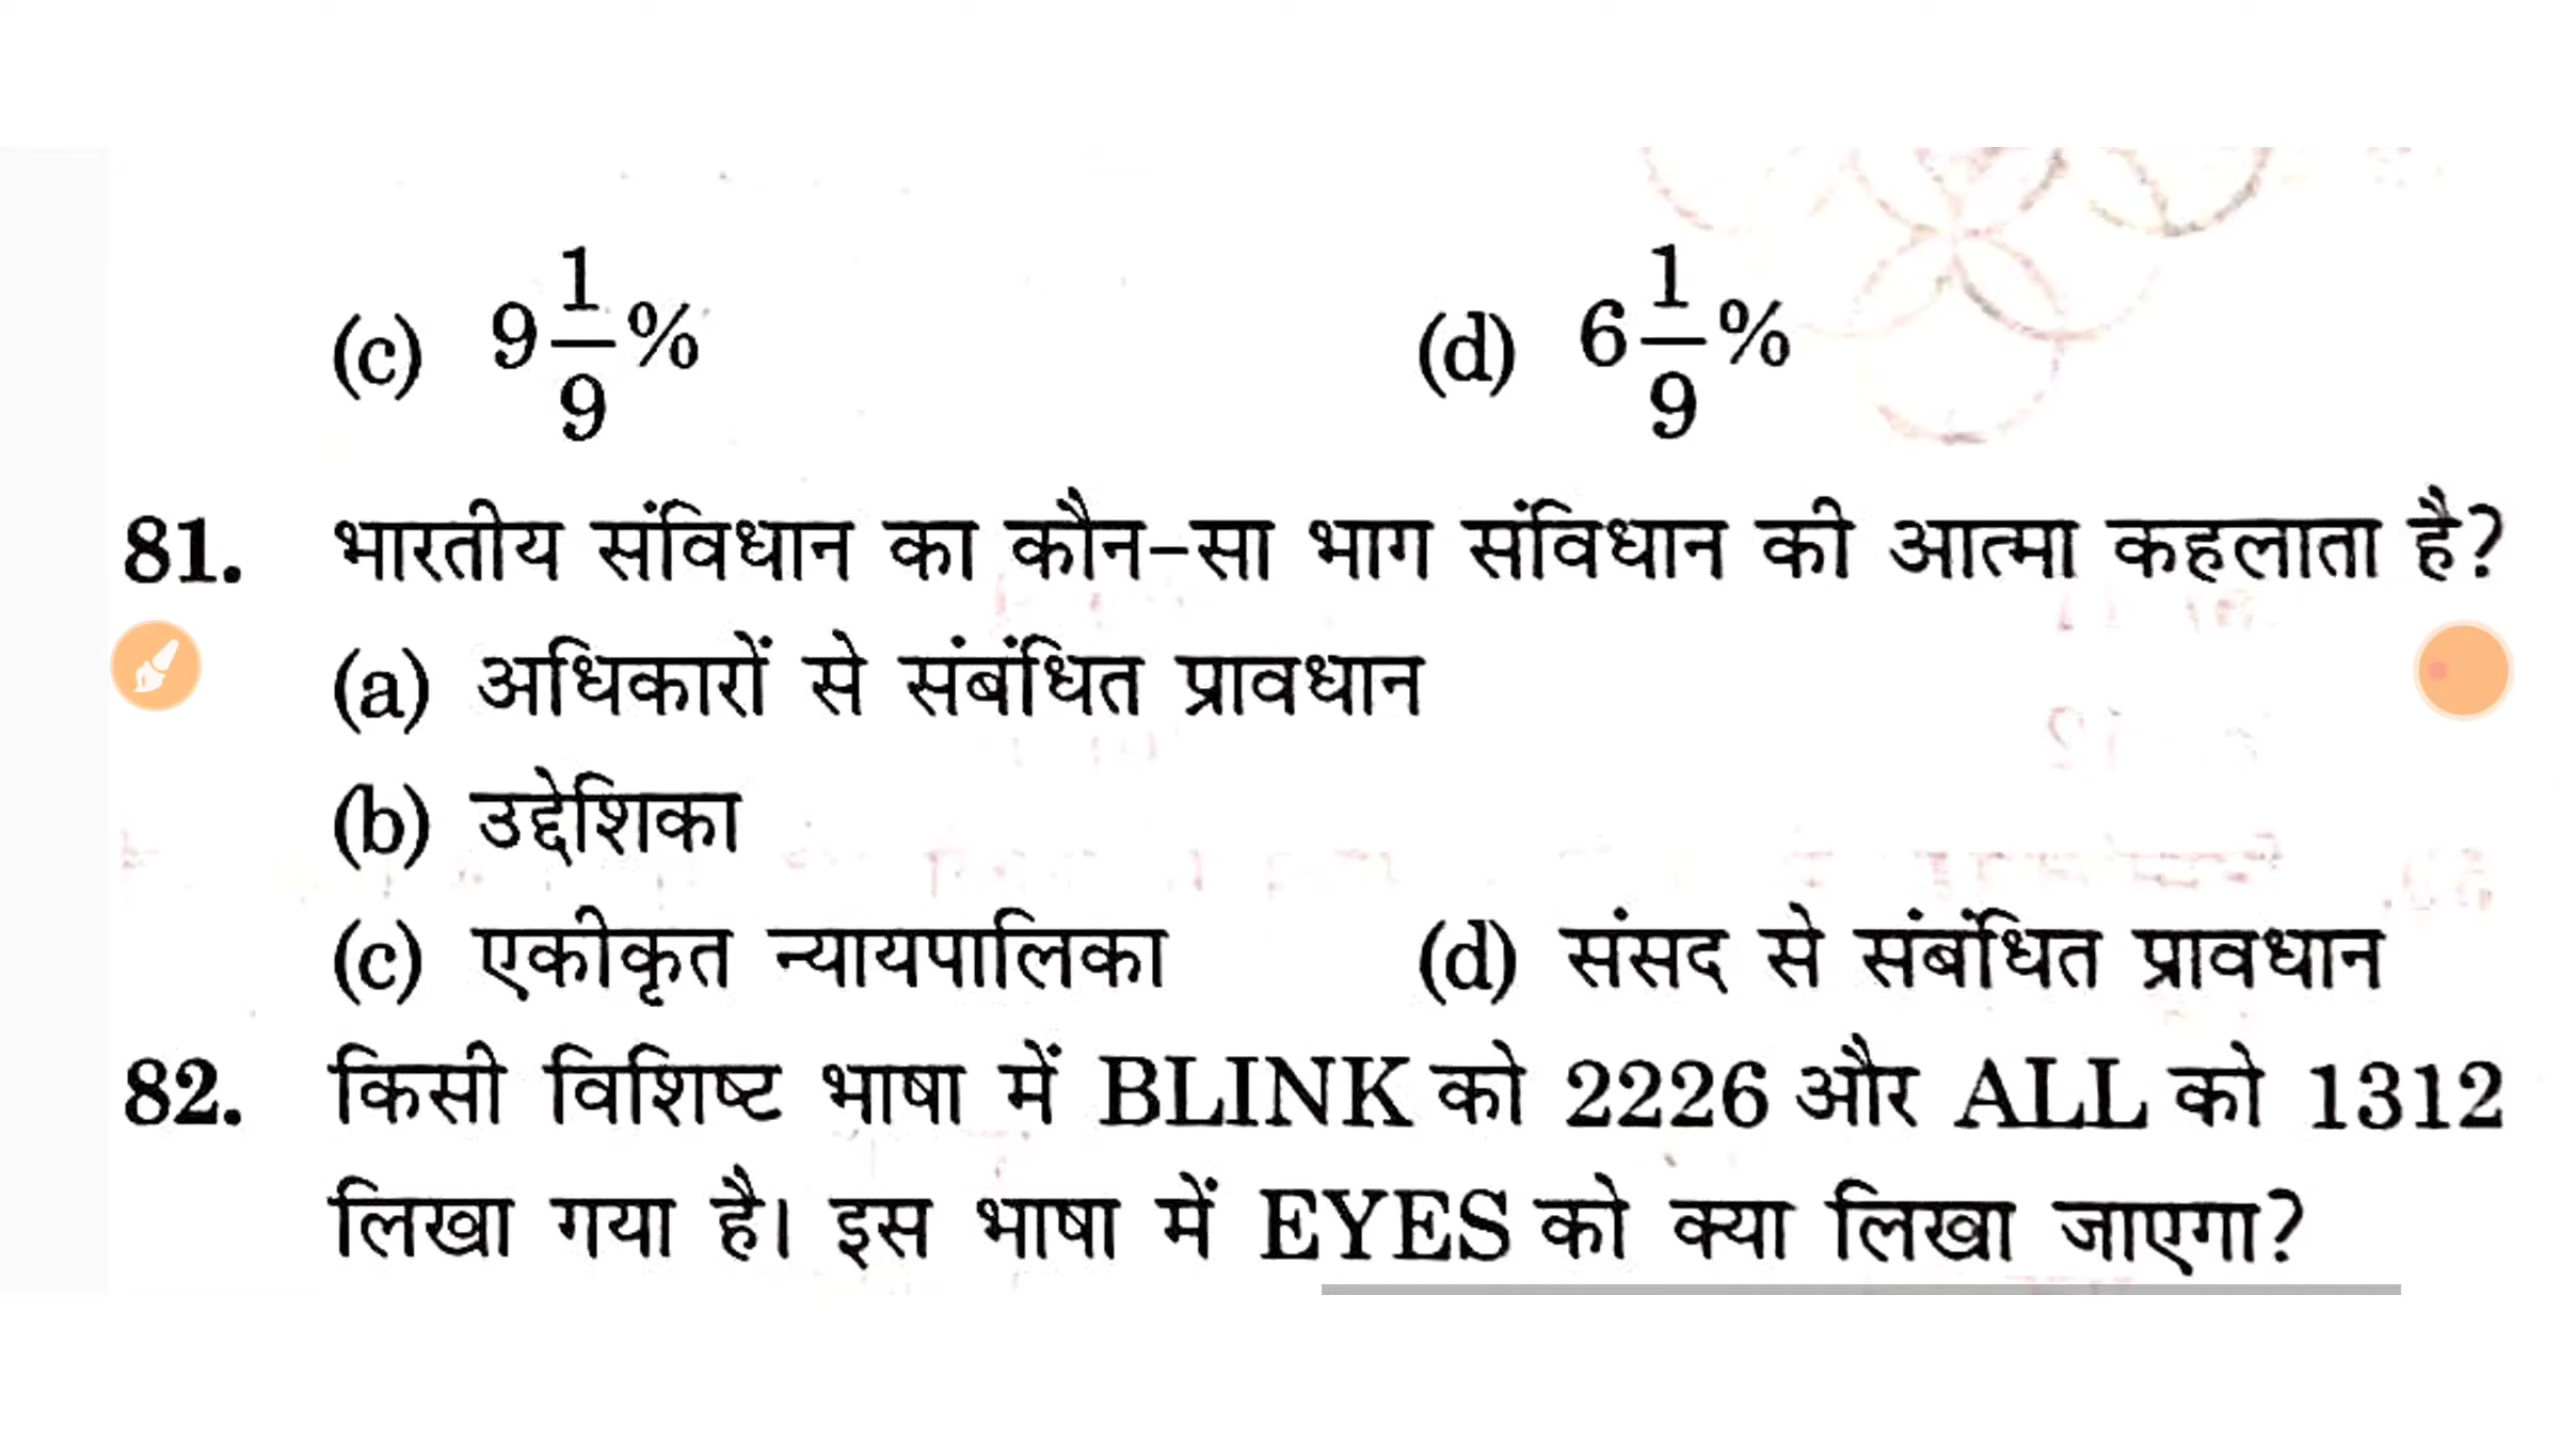 (c) 9 1/9 % (d) 6 1/9 %
81. भारतीय संविधान का कौन-सा भाग संविधान की आत्मा कहलाता है?
(a) अधिकारों से संबंधित प्रावधान
(b) उद्देशिका
(c) एकीकृत न्यायपालिका (d) संसद से संबंधित प्रावधान
82. किसी विशिष्ट भाषा में BLINK को 2226 और ALL को 1312
लिखा गया है। इस भाषा में EYES को क्या लिखा जाएगा?